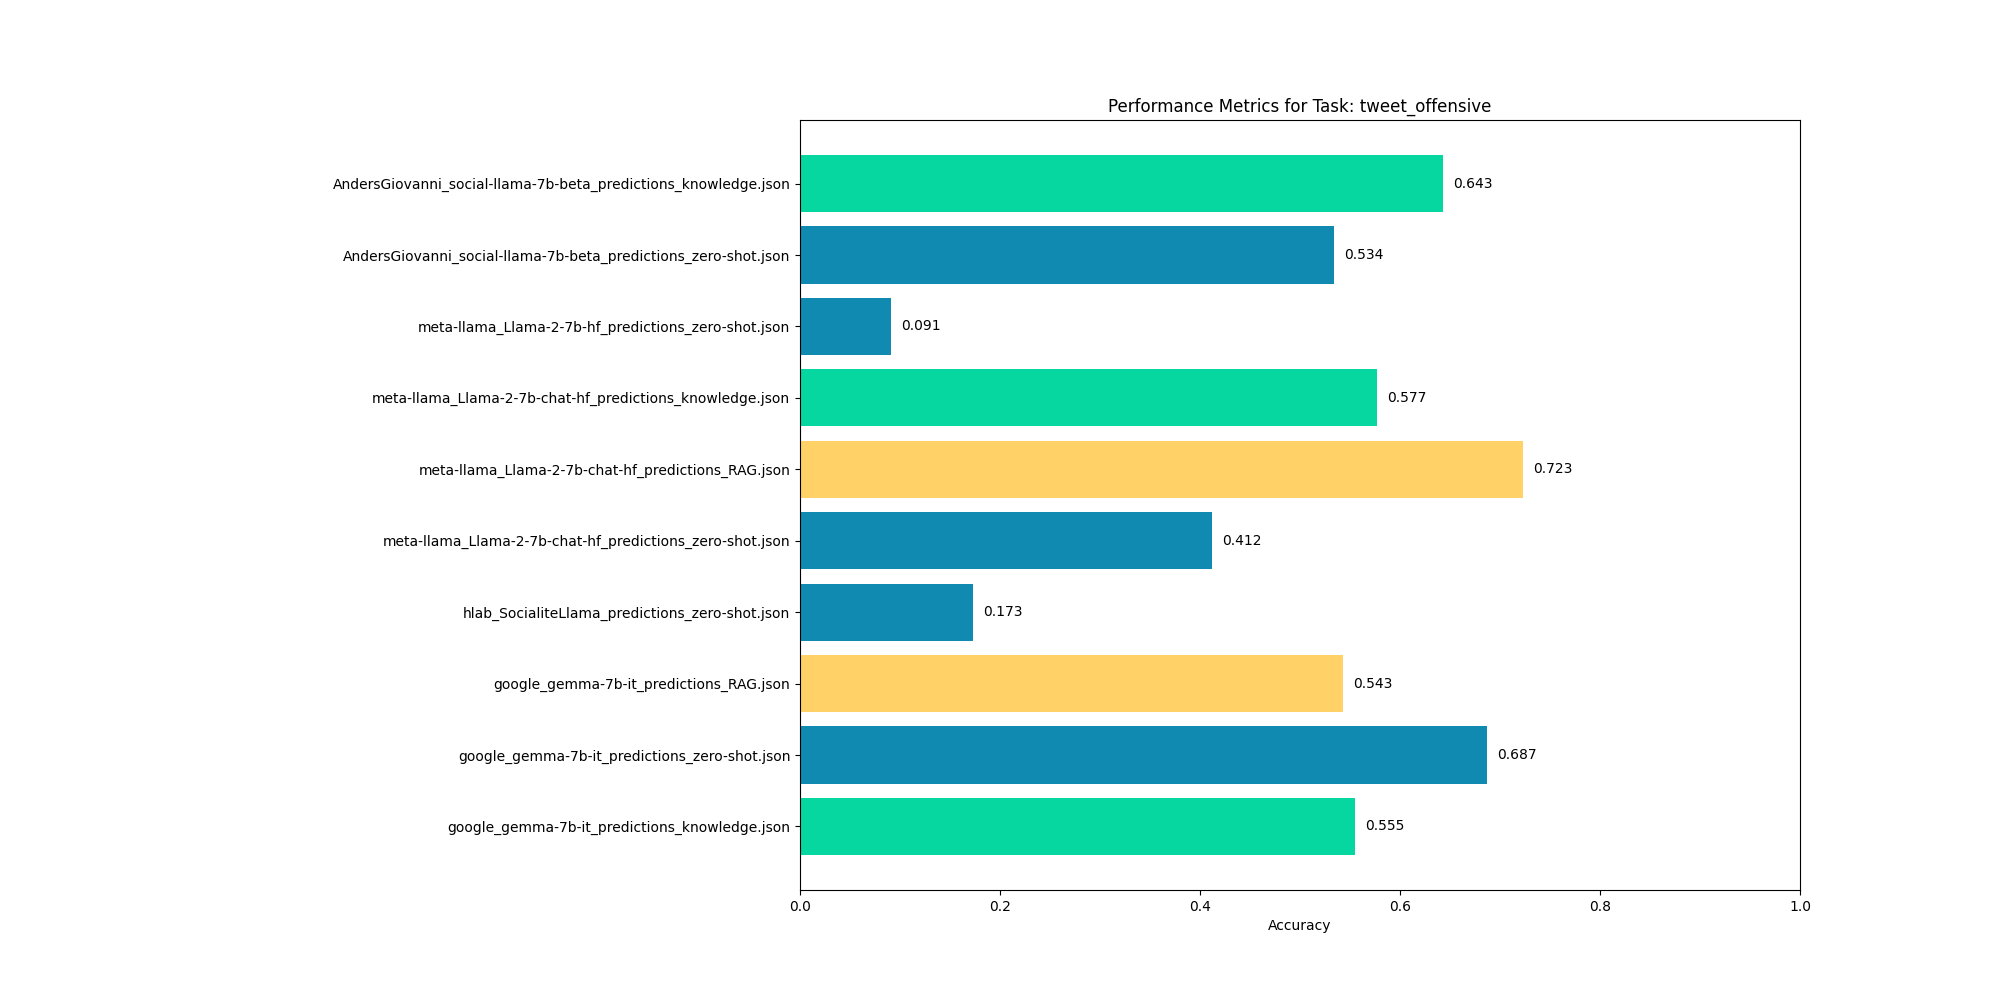 Performance Metrics for Task: tweet_offensive
AndersGiovanni_social-llama-7b-beta_predictions_knowledge.json
0.643
AndersGiovanni_social-llama-7b-beta_predictions_zero-shot.json
0.534
meta-llama_Llama-2-7b-hf_predictions_zero-shot.json
0.091
meta-llama_Llama-2-7b-chat-hf_predictions_knowledge.json
0.577
meta-llama_Llama-2-7b-chat-hf_predictions_RAG.json
0.723
meta-llama_Llama-2-7b-chat-hf_predictions_zero-shot.json
0.412
hlab_SocialiteLlama_predictions_zero-shot.json
0.173
google_gemma-7b-it_predictions_RAG.json
0.543
google_gemma-7b-it_predictions_zero-shot.json
0.687
google_gemma-7b-it_predictions_knowledge.json
0.555
0.0 0.2 0.4 0.6 0.8 1.0
Accuracy